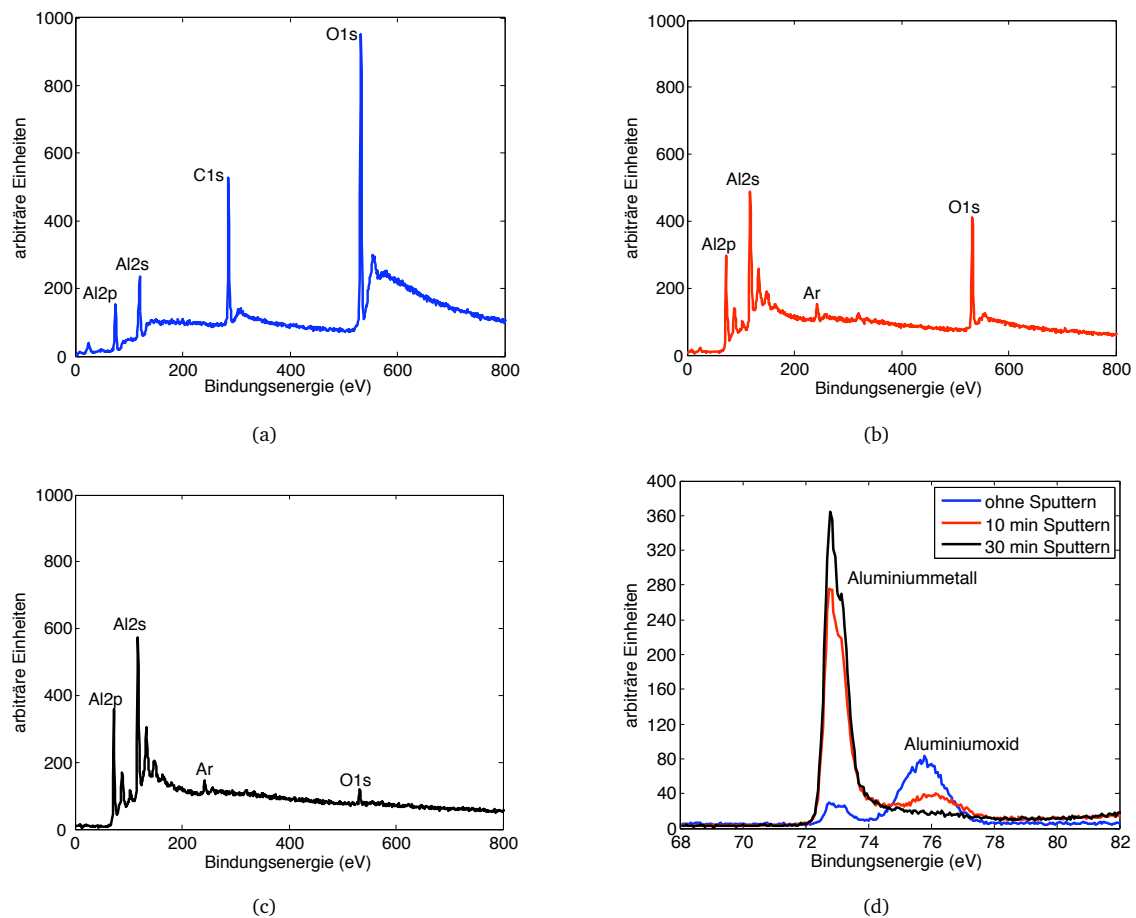 1000
800
600
400
200
0
0
200
400
600
800
arbiträre Einheiten
Bindungsenergie (eV)
Al2p
Al2s
C1s
O1s
(a)
1000
800
600
400
200
0
0
200
400
600
800
arbiträre Einheiten
Bindungsenergie (eV)
Al2p
Al2s
Ar
O1s
(b)
1000
800
600
400
200
0
0
200
400
600
800
arbiträre Einheiten
Bindungsenergie (eV)
Al2p
Al2s
Ar
O1s
(c)
400
360
320
280
240
200
160
120
80
40
0
68
70
72
74
76
78
80
82
arbiträre Einheiten
Bindungsenergie (eV)
ohne Sputtern
10 min Sputtern
30 min Sputtern
Aluminiummetall
Aluminiumoxid
(d)